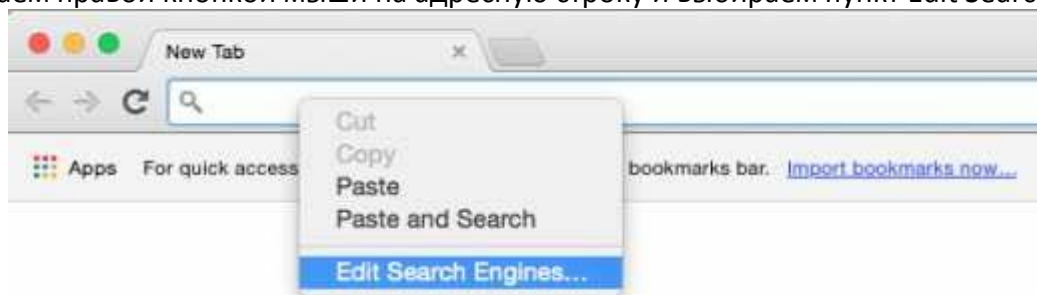 правой кнопкой мыши на адресную строку и выбираем пункт Edit
New Tab
Cut
Copy
Paste
Paste and Search
Edit Search Engines...
Apps For quick access bookmarks bar. Import bookmarks now...